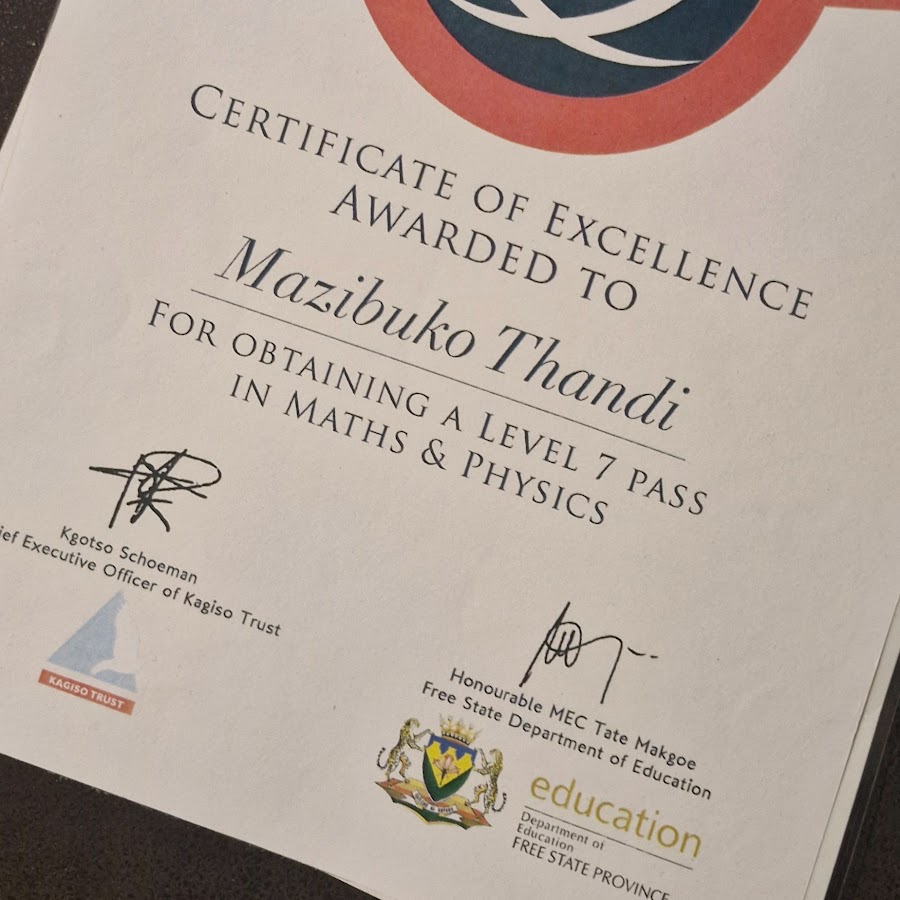 CERTIFICATE OF EXCELLENCE
AWARDED TO
Mazibuko Thandi
FOR OBTAINING A LEVEL 7 PASS
IN MATHS & PHYSICS
Kgotso Schoeman
ief Executive Officer of Kagiso Trust
KAGISO TRUST
Honourable MEC Tate Makgoe
Free State Department of Education
education
Department of
Education
FREE STATE PROVINCE